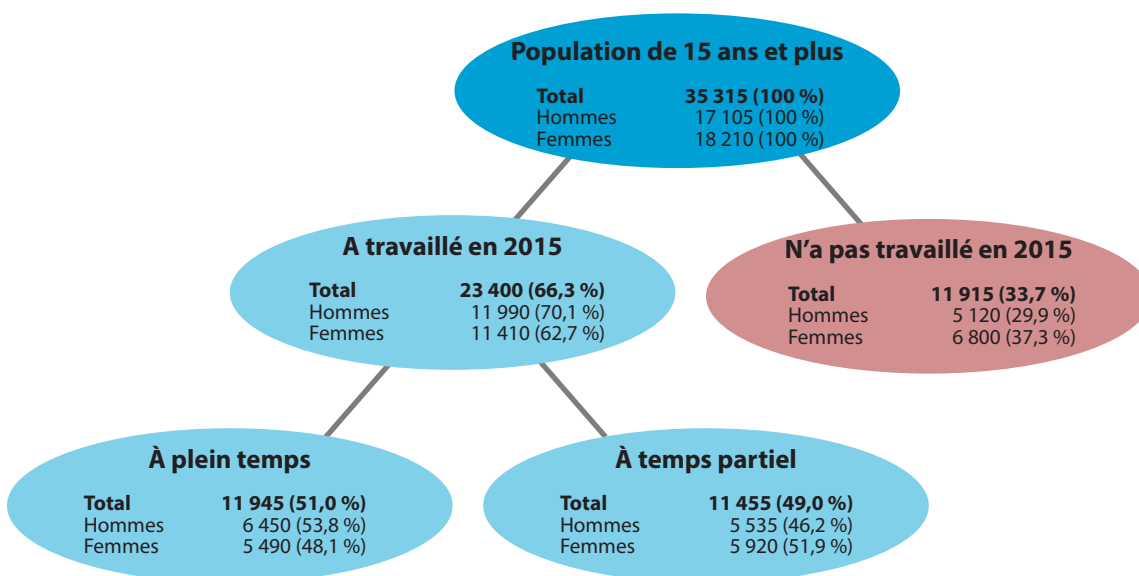 Population de 15 ans et plus
Total 35 315 (100 %)
Hommes 17 105 (100 %)
Femmes 18 210 (100 %)
A travaillé en 2015
Total 23 400 (66,3 %)
Hommes 11 990 (70,1 %)
Femmes 11 410 (62,7 %)
N'a pas travaillé en 2015
Total 11 915 (33,7 %)
Hommes 5 120 (29,9 %)
Femmes 6 800 (37,3 %)
À plein temps
Total 11 945 (51,0 %)
Hommes 6 450 (53,8 %)
Femmes 5 490 (48,1 %)
À temps partiel
Total 11 455 (49,0 %)
Hommes 5 535 (46,2 %)
Femmes 5 920 (51,9 %)